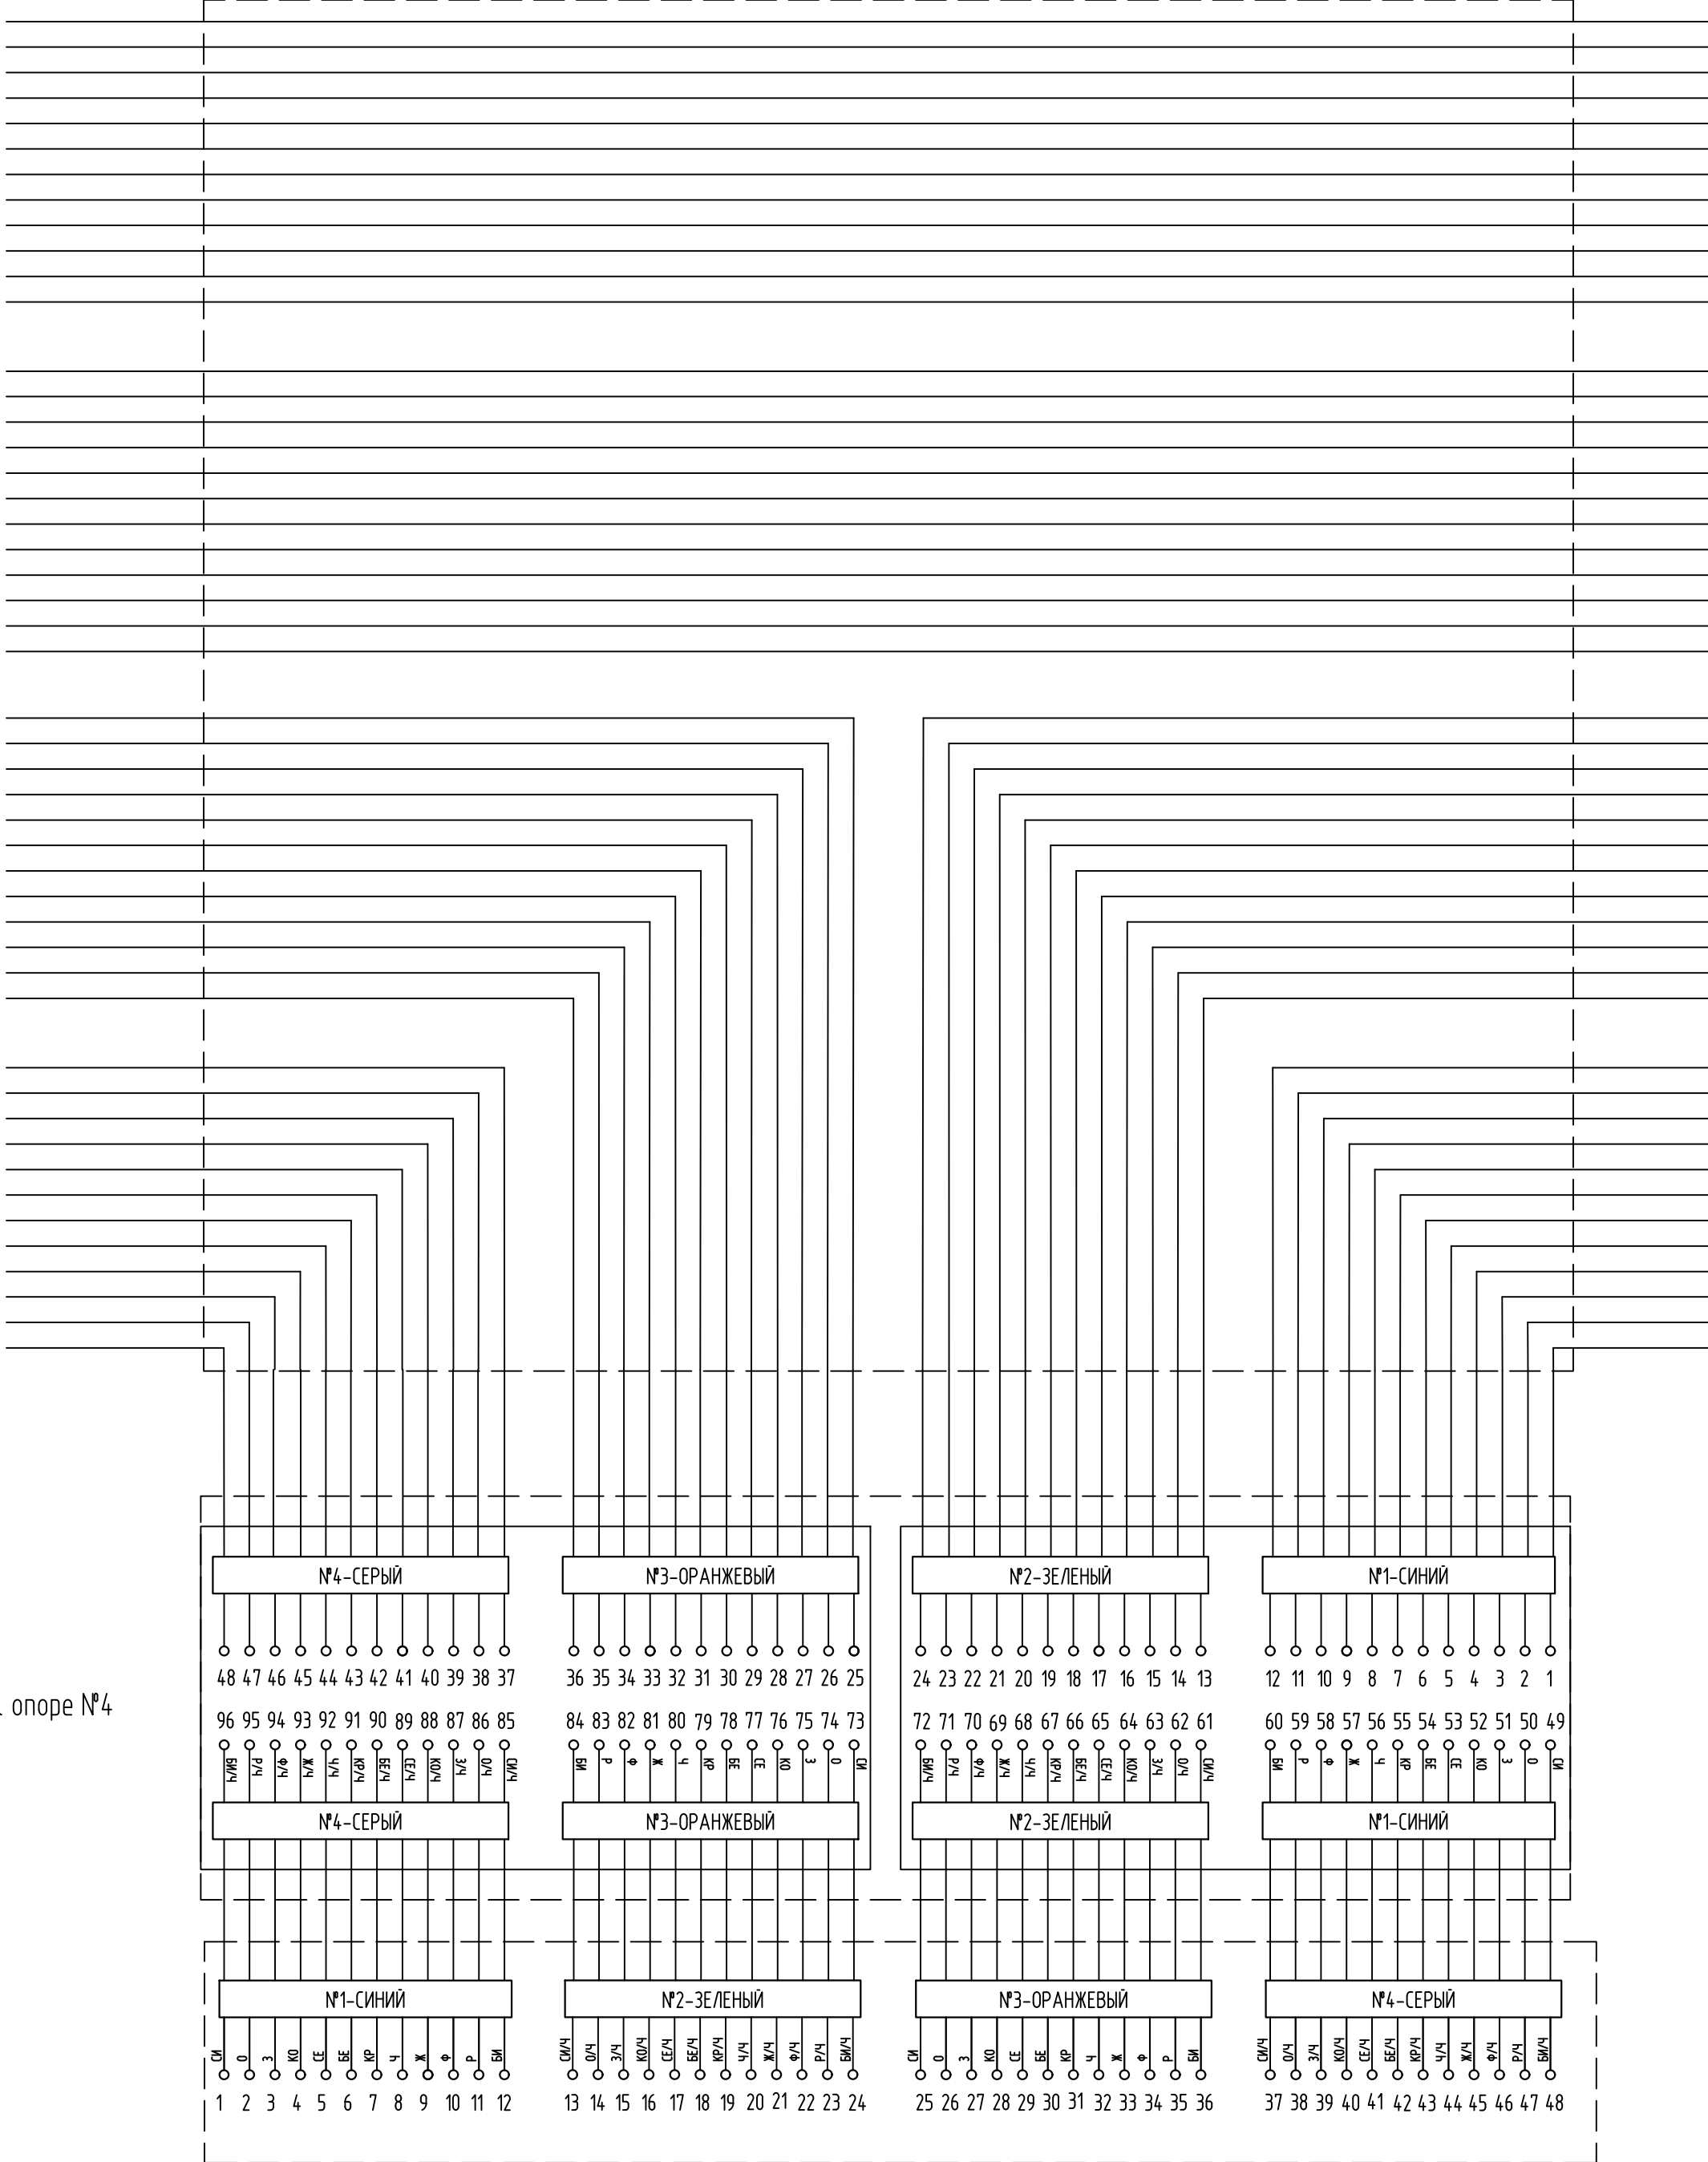 №4-СЕРЫЙ №3-ОРАНЖЕВЫЙ №2-ЗЕЛЕНЫЙ №1-СИНИЙ
48 47 46 45 44 43 42 41 40 39 38 37 36 35 34 33 32 31 30 29 28 27 26 25 24 23 22 21 20 19 18 17 16 15 14 13 12 11 10 9 8 7 6 5 4 3 2 1
опоре №4
96 95 94 93 92 91 90 89 88 87 86 85 84 83 82 81 80 79 78 77 76 75 74 73 72 71 70 69 68 67 66 65 64 63 62 61 60 59 58 57 56 55 54 53 52 51 50 49
БИ/Ч Р/Ч Ф/Ч Ж/Ч Ч/Ч КР/Ч БЕ/Ч СЕ/Ч КО/Ч З/Ч О/Ч СИ/Ч БИ Р Ф Ж Ч КР БЕ СЕ КО З О СИ БИ/Ч Р/Ч Ф/Ч Ж/Ч Ч/Ч КР/Ч БЕ/Ч СЕ/Ч КО/Ч З/Ч О/Ч СИ/Ч БИ Р Ф Ж Ч КР БЕ СЕ КО З О СИ
№4-СЕРЫЙ №3-ОРАНЖЕВЫЙ №2-ЗЕЛЕНЫЙ №1-СИНИЙ
№1-СИНИЙ №2-ЗЕЛЕНЫЙ №3-ОРАНЖЕВЫЙ №4-СЕРЫЙ
СИ О З КО СЕ БЕ КР Ч Ж Ф Р БИ СИ/Ч О/Ч З/Ч КО/Ч СЕ/Ч БЕ/Ч КР/Ч Ч/Ч Ж/Ч Ф/Ч Р/Ч БИ/Ч СИ О З КО СЕ БЕ КР Ч Ж Ф Р БИ СИ/Ч О/Ч З/Ч КО/Ч СЕ/Ч БЕ/Ч КР/Ч Ч/Ч Ж/Ч Ф/Ч Р/Ч БИ/Ч
1 2 3 4 5 6 7 8 9 10 11 12 13 14 15 16 17 18 19 20 21 22 23 24 25 26 27 28 29 30 31 32 33 34 35 36 37 38 39 40 41 42 43 44 45 46 47 48